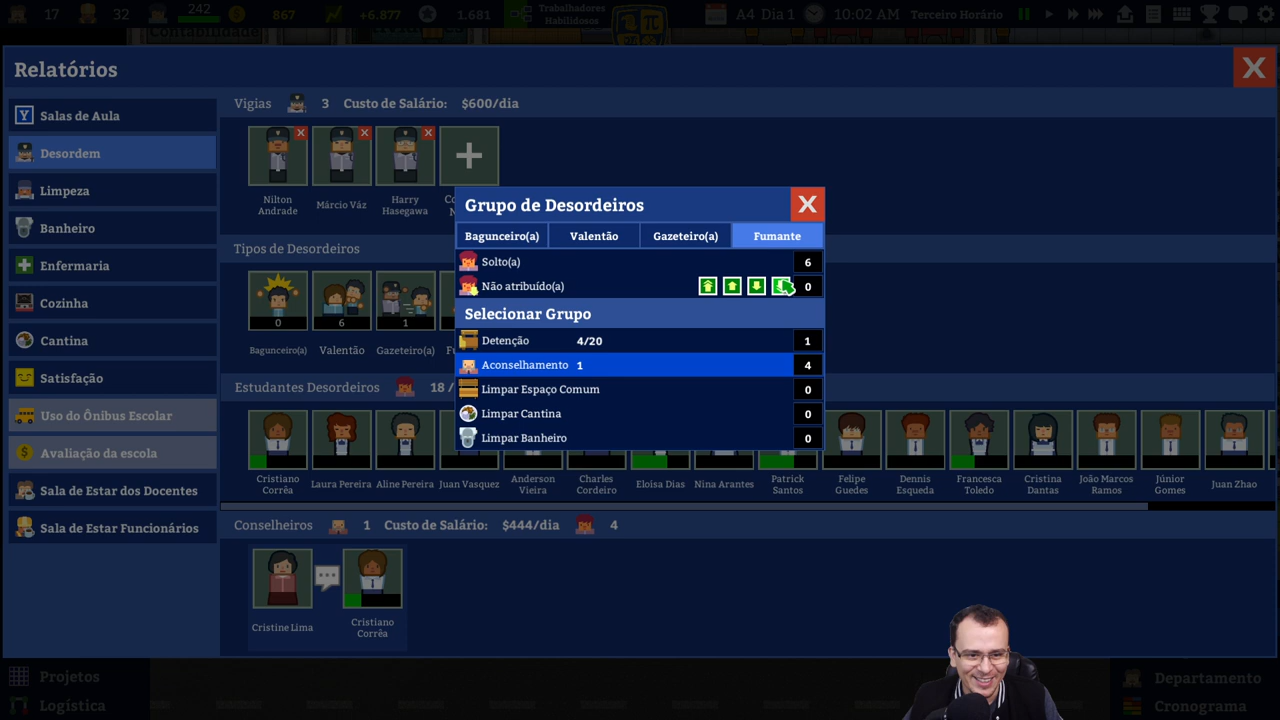 17 32 242 867 +6.877 1.681 Trabalhadores Habilidosos A4 Dia 1 10:02 AM Terceiro Horário
Contabilidade
Relatórios
Salas de Aula
Desordem
Limpeza
Banheiro
Enfermaria
Cozinha
Cantina
Satisfação
Uso do Ônibus Escolar
Avaliação da escola
Sala de Estar dos Docentes
Sala de Estar Funcionários
Vigias 3 Custo de Salário: $600/dia
Nilton Andrade
Márcio Váz
Harry Hasegawa
Tipos de Desordeiros
0 6 1
Bagunceiro(a) Valentão Gazeteiro(a)
Grupo de Desordeiros
Bagunceiro(a) Valentão Gazeteiro(a) Fumante
Solto(a) 6
Não atribuído(a) 0
Selecionar Grupo
Detenção 4/20 1
Aconselhamento 1 4
Limpar Espaço Comum 0
Limpar Cantina 0
Limpar Banheiro 0
Estudantes Desordeiros 18 /
Cristiano Corrêa
Laura Pereira
Aline Pereira
Juan Vasquez
Anderson Vieira
Charles Cordeiro
Eloísa Dias
Nina Arantes
Patrick Santos
Felipe Guedes
Dennis Esqueda
Francesca Toledo
Cristina Dantas
João Marcos Ramos
Júnior Gomes
Juan Zhao
Conselheiros 1 Custo de Salário: $444/dia 4
Cristine Lima
Cristiano Corrêa
Projetos
Logística
Departamento
Cronograma